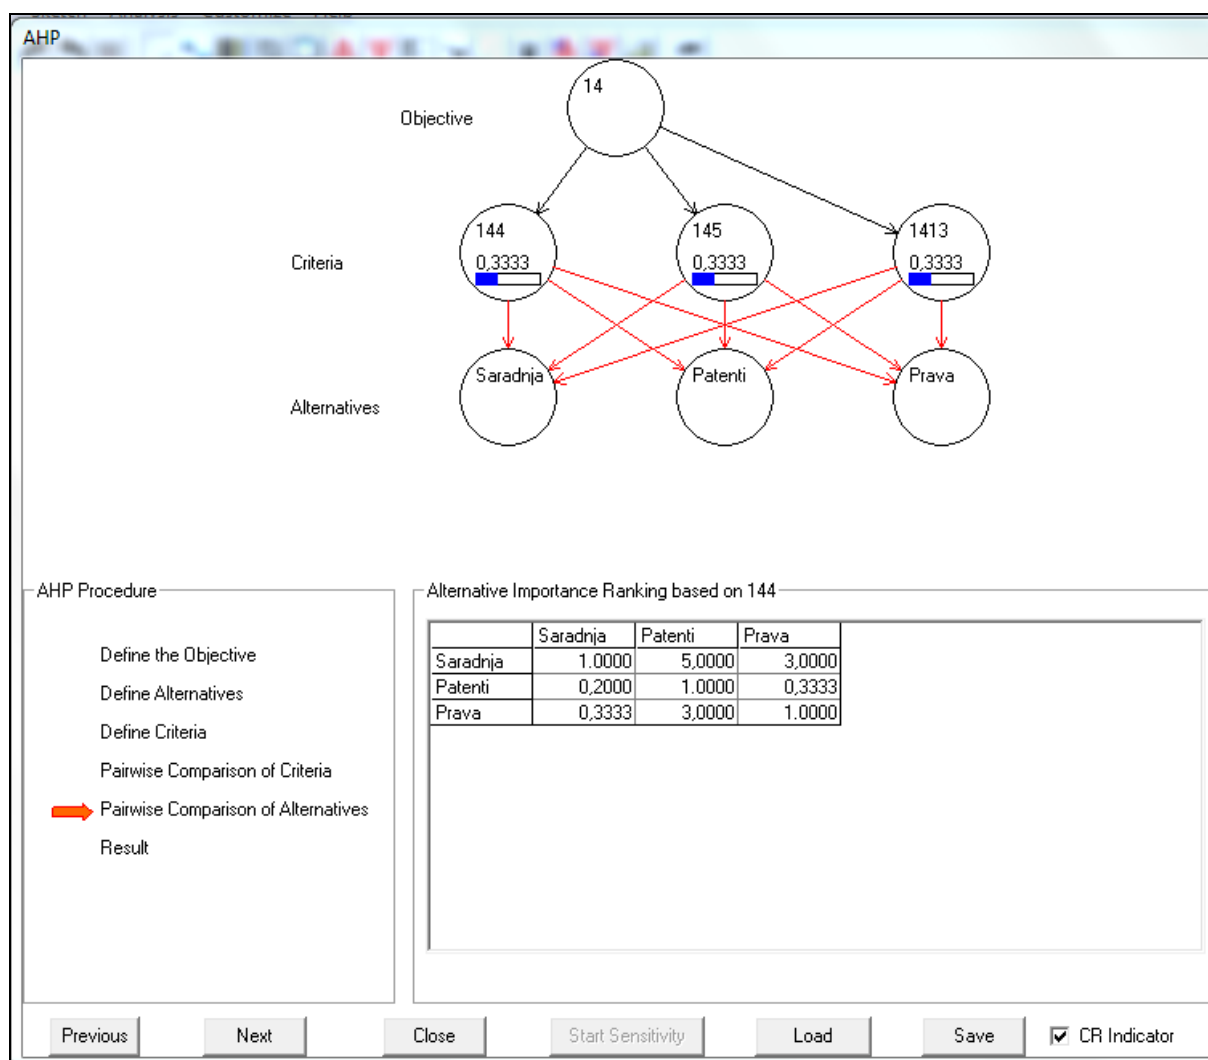 AHP
14
Objective
144
145
1413
Criteria
0,3333
0,3333
0,3333
Saradnja
Patenti
Prava
Alternatives
AHP Procedure
Define the Objective
Define Alternatives
Define Criteria
Pairwise Comparison of Criteria
Pairwise Comparison of Alternatives
Result
Alternative Importance Ranking based on 144
Saradnja Patenti Prava
Saradnja 1.0000 5,0000 3,0000
Patenti 0,2000 1.0000 0,3333
Prava 0,3333 3,0000 1.0000
Previous Next Close Start Sensitivity Load Save CR Indicator